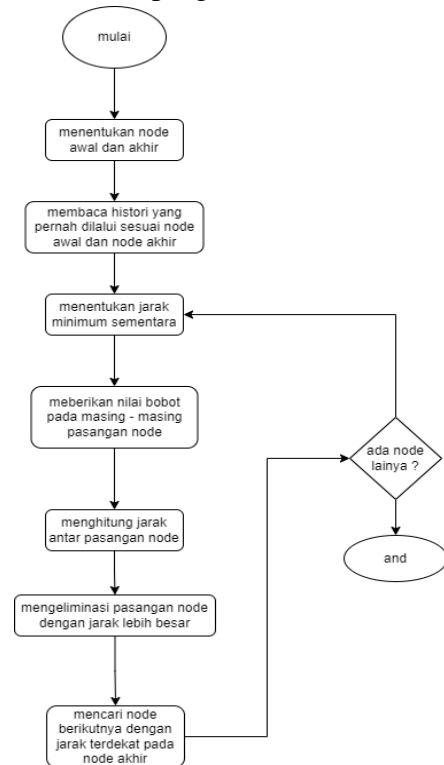 mulai
menentukan node
awal dan akhir
membaca histori yang
pernah dilalui sesuai node
awal dan node akhir
menentukan jarak
minimum sementara
meberikan nilai bobot
pada masing - masing
pasangan node
menghitung jarak
antar pasangan node
mengeliminasi pasangan node
dengan jarak lebih besar
mencari node
berikutnya dengan
jarak terdekat pada
node akhir
ada node
lainya ?
and